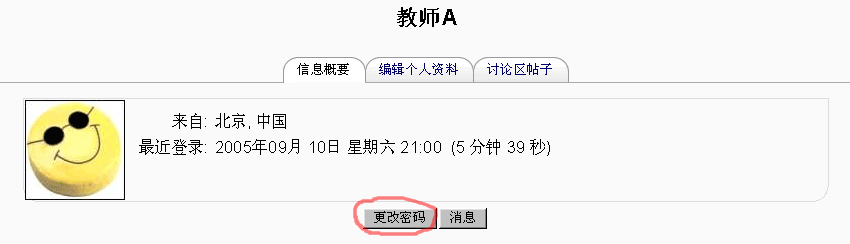 教师A
信息概要 编辑个人资料 讨论区帖子
来自: 北京, 中国
最近登录: 2005年09月 10日 星期六 21:00 (5 分钟 39 秒)
更改密码 消息